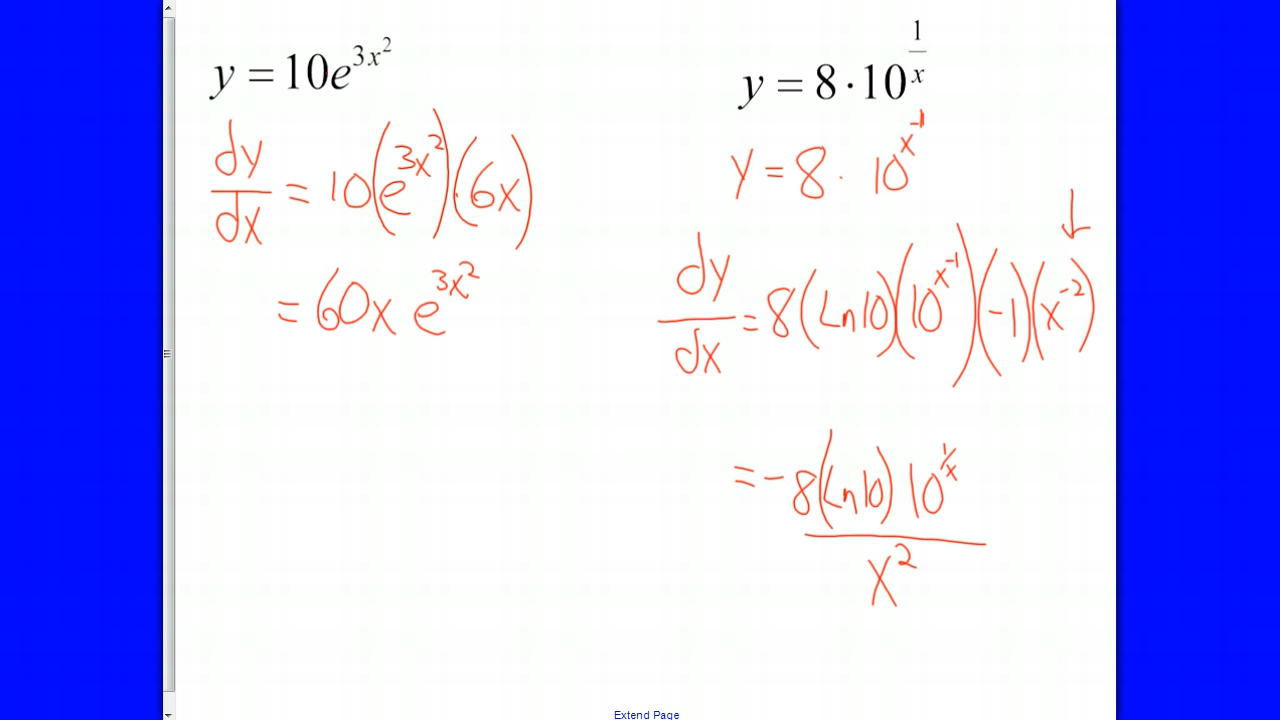 y = 10e^{3x^2}
dy/dx = 10(e^{3x^2})(6x)
= 60x e^{3x^2}
y = 8 · 10^{1/x}
y = 8 · 10^{x^{-1}}
dy/dx = 8(Ln10)(10^{x^{-1}})(-1)(x^{-2})
= -8(Ln10) 10^{1/x} / x^2
Extend Page